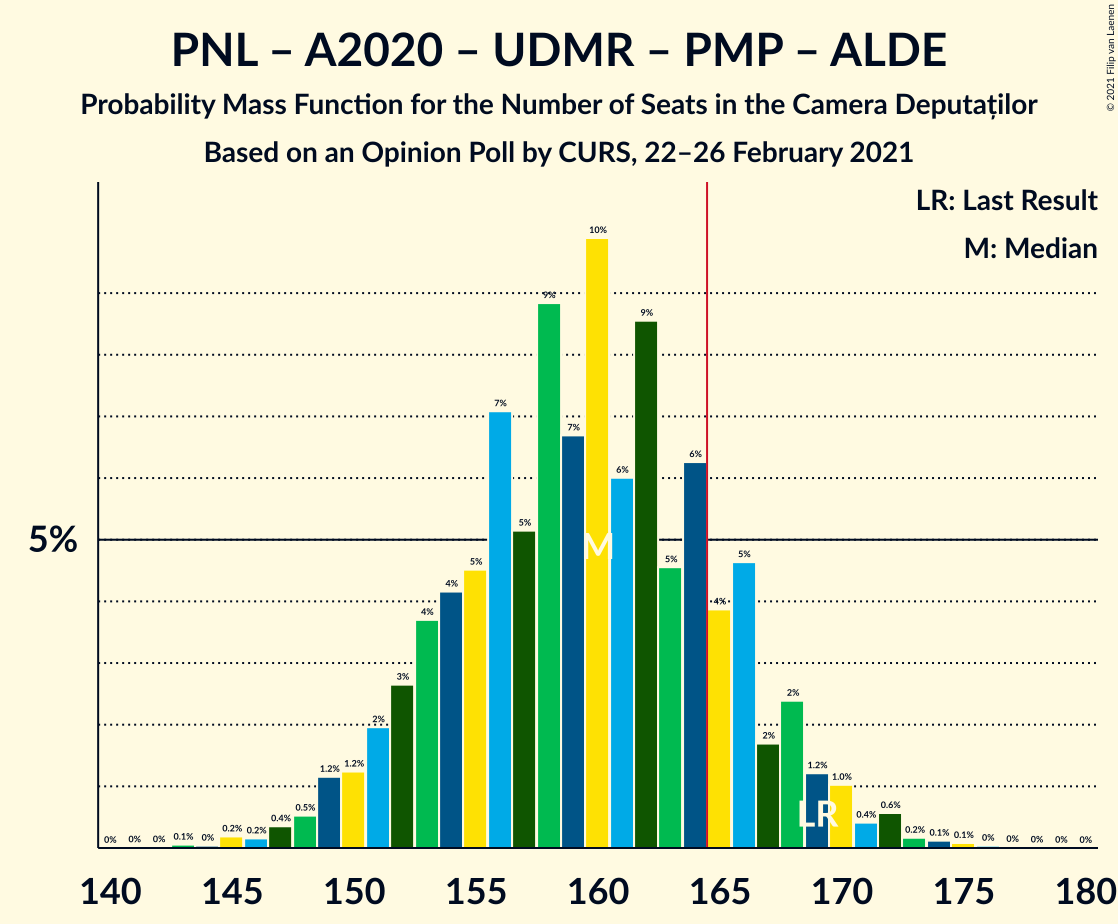 PNL – A2020 – UDMR – PMP – ALDE
Probability Mass Function for the Number of Seats in the Camera Deputaților
Based on an Opinion Poll by CURS, 22–26 February 2021
© 2021 Filip van Laenen
LR: Last Result
M: Median
5%
0% 0% 0% 0.1% 0% 0.2% 0.2% 0.4% 0.5% 1.2% 1.2% 2% 3% 4% 4% 5% 7% 5% 9% 7% 10% 6% 9% 5% 6% 4% 5% 2% 2% 1.2% 1.0% 0.4% 0.6% 0.2% 0.1% 0.1% 0% 0% 0% 0% 0%
M
LR
140 145 150 155 160 165 170 175 180